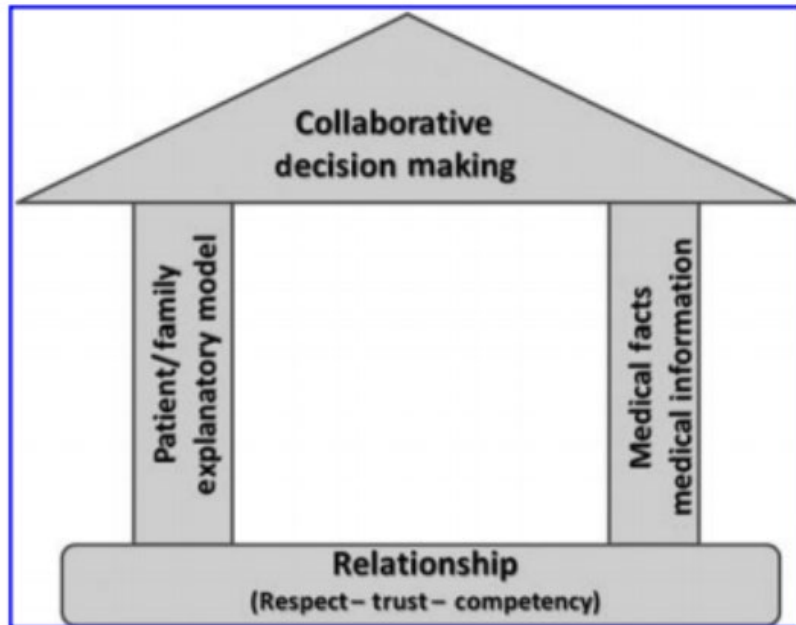 Collaborative
decision making
Patient/family
explanatory model
Medical facts
medical information
Relationship
(Respect– trust– competency)